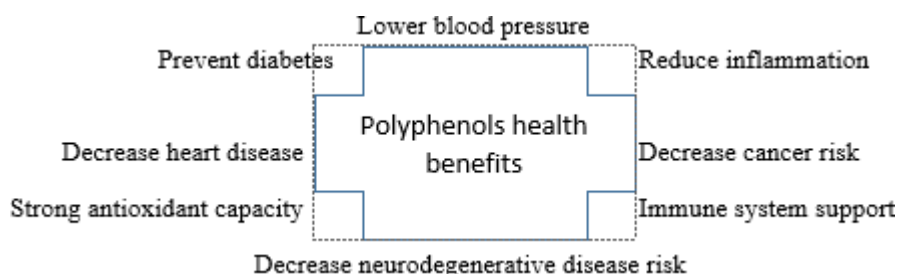 Lower blood pressure
Prevent diabetes
Reduce inflammation
Polyphenols health
benefits
Decrease heart disease
Decrease cancer risk
Strong antioxidant capacity
Immune system support
Decrease neurodegenerative disease risk